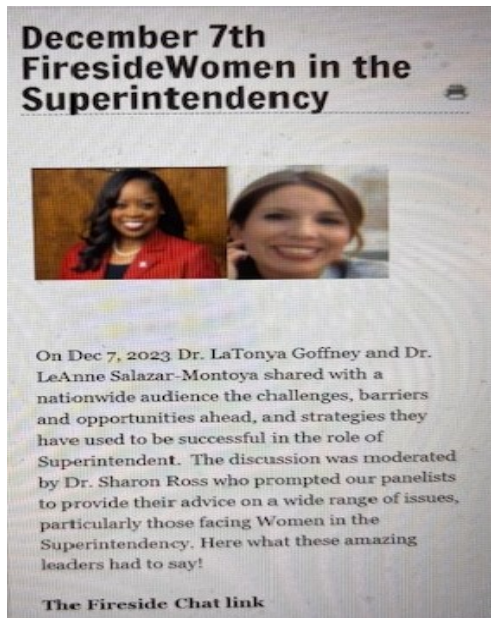 December 7th
FiresideWomen in the
Superintendency
On Dec 7, 2023 Dr. LaTonya Goffney and Dr.
LeAnne Salazar-Montoya shared with a
nationwide audience the challenges, barriers
and opportunities ahead, and strategies they
have used to be successful in the role of
Superintendent. The discussion was moderated
by Dr. Sharon Ross who prompted our panelists
to provide their advice on a wide range of issues,
particularly those facing Women in the
Superintendency. Here what these amazing
leaders had to say!
The Fireside Chat link